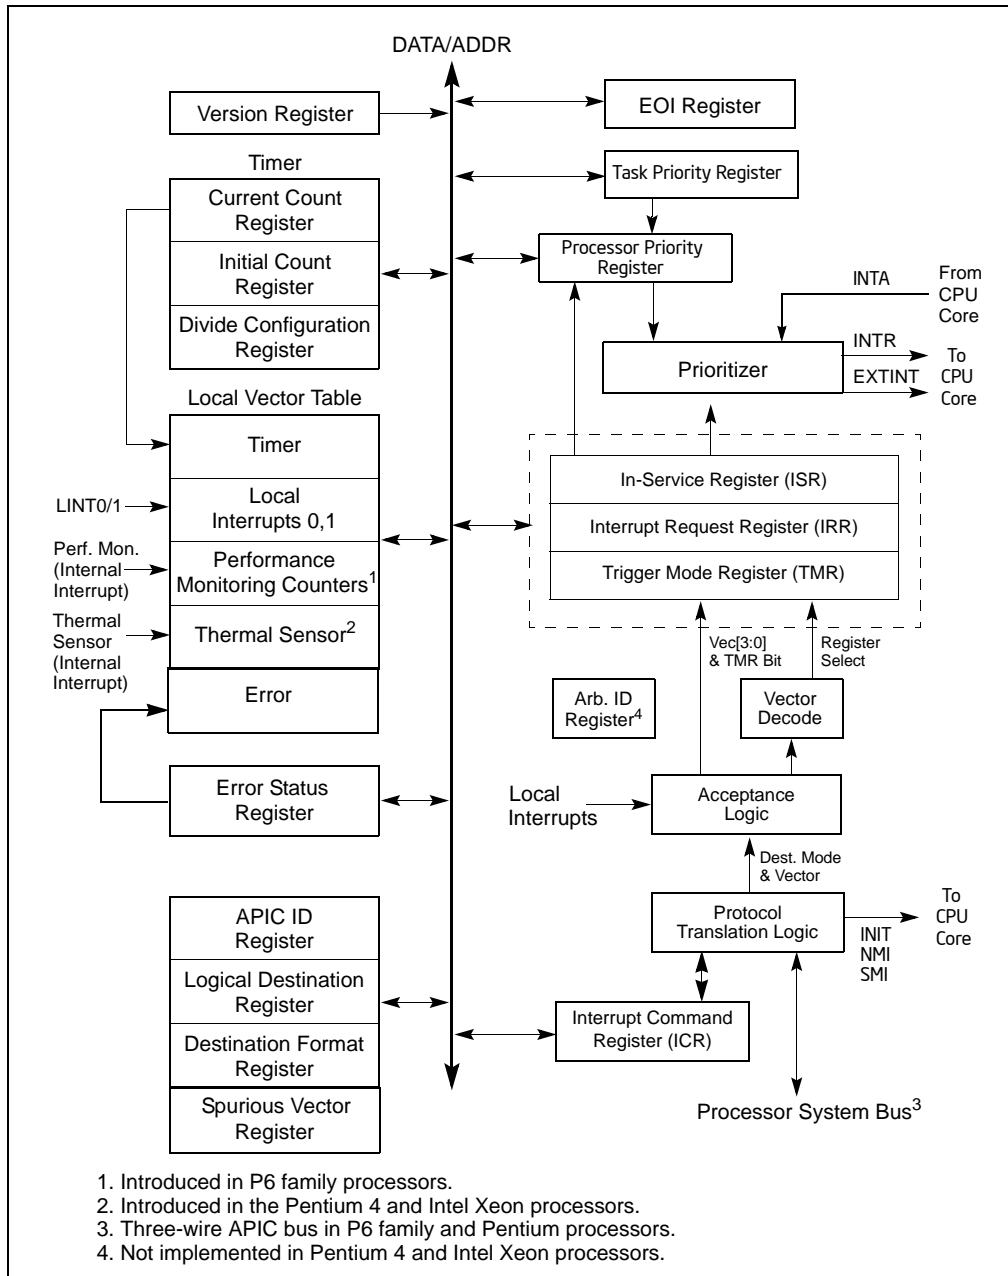 DATA/ADDR
Version Register
EOI Register
Timer
Task Priority Register
Current Count
Register
Initial Count
Register
Divide Configuration
Register
Processor Priority
Register
INTA
From
CPU
Core
Prioritizer
INTR
EXTINT
To
CPU
Core
Local Vector Table
Timer
Local
Interrupts 0,1
Performance
Monitoring Counters1
Thermal Sensor2
Error
LINT0/1
Perf. Mon.
(Internal
Interrupt)
Thermal
Sensor
(Internal
Interrupt)
In-Service Register (ISR)
Interrupt Request Register (IRR)
Trigger Mode Register (TMR)
Vec[3:0]
& TMR Bit
Register
Select
Arb. ID
Register4
Vector
Decode
Error Status
Register
Local
Interrupts
Acceptance
Logic
Dest. Mode
& Vector
APIC ID
Register
Logical Destination
Register
Destination Format
Register
Spurious Vector
Register
Protocol
Translation Logic
INIT
NMI
SMI
To
CPU
Core
Interrupt Command
Register (ICR)
Processor System Bus3
1. Introduced in P6 family processors.
2. Introduced in the Pentium 4 and Intel Xeon processors.
3. Three-wire APIC bus in P6 family and Pentium processors.
4. Not implemented in Pentium 4 and Intel Xeon processors.